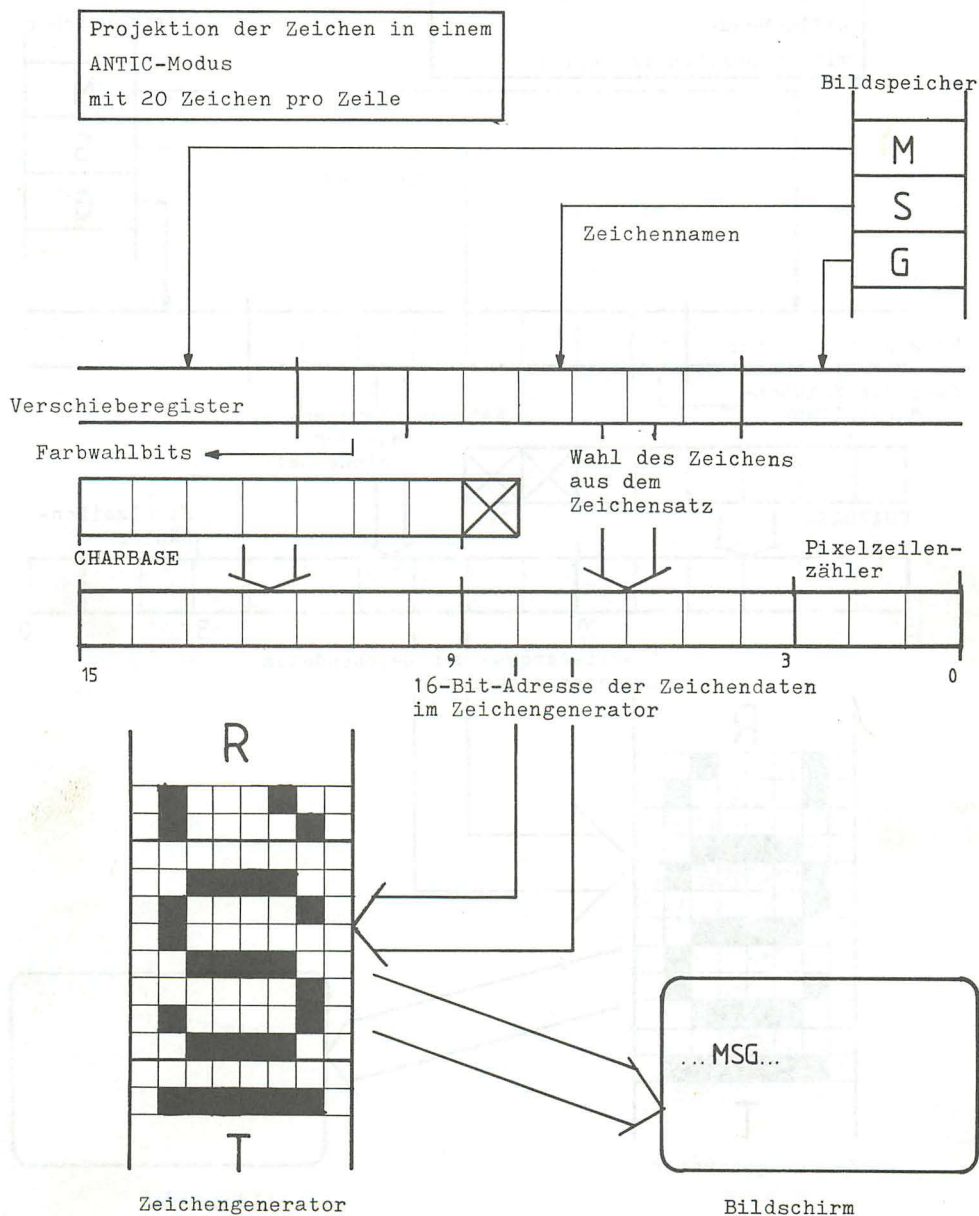 Projektion der Zeichen in einem
ANTIC-Modus
mit 20 Zeichen pro Zeile
Bildspeicher
M
S
Zeichennamen
G
Verschieberegister
Farbwahlbits
Wahl des Zeichens
aus dem
Zeichensatz
CHARBASE
Pixelzeilen-
zähler
15
9
3
0
16-Bit-Adresse der Zeichendaten
im Zeichengenerator
R
...MSG...
T
Zeichengenerator
Bildschirm